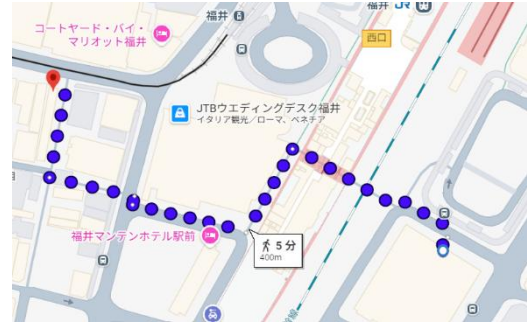 福井
福井 JR
コートヤード・バイ・
マリオット福井
西口
JTBウエディングデスク福井
イタリア観光／ローマ、ベネチア
福井マンテンホテル駅前
5 分
400m